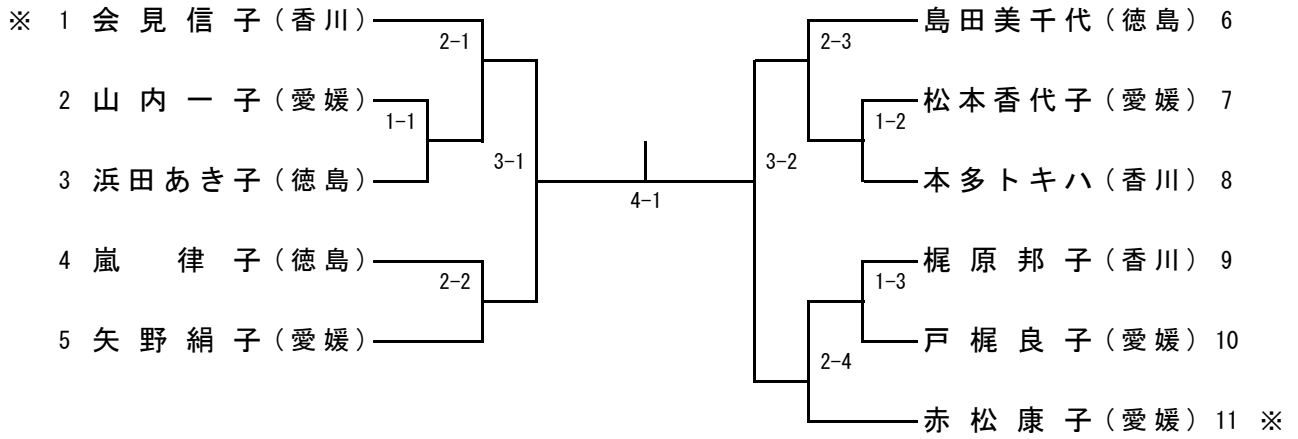 ※ 1 会見信子(香川)
2 山内一子(愛媛)
3 浜田あき子(徳島)
4 嵐律子(徳島)
5 矢野絹子(愛媛)
2-1
1-1
2-2
3-1
4-1
3-2
2-3
1-2
1-3
2-4
島田美千代(徳島) 6
松本香代子(愛媛) 7
本多トキハ(香川) 8
梶原邦子(香川) 9
戸梶良子(愛媛) 10
赤松康子(愛媛) 11 ※